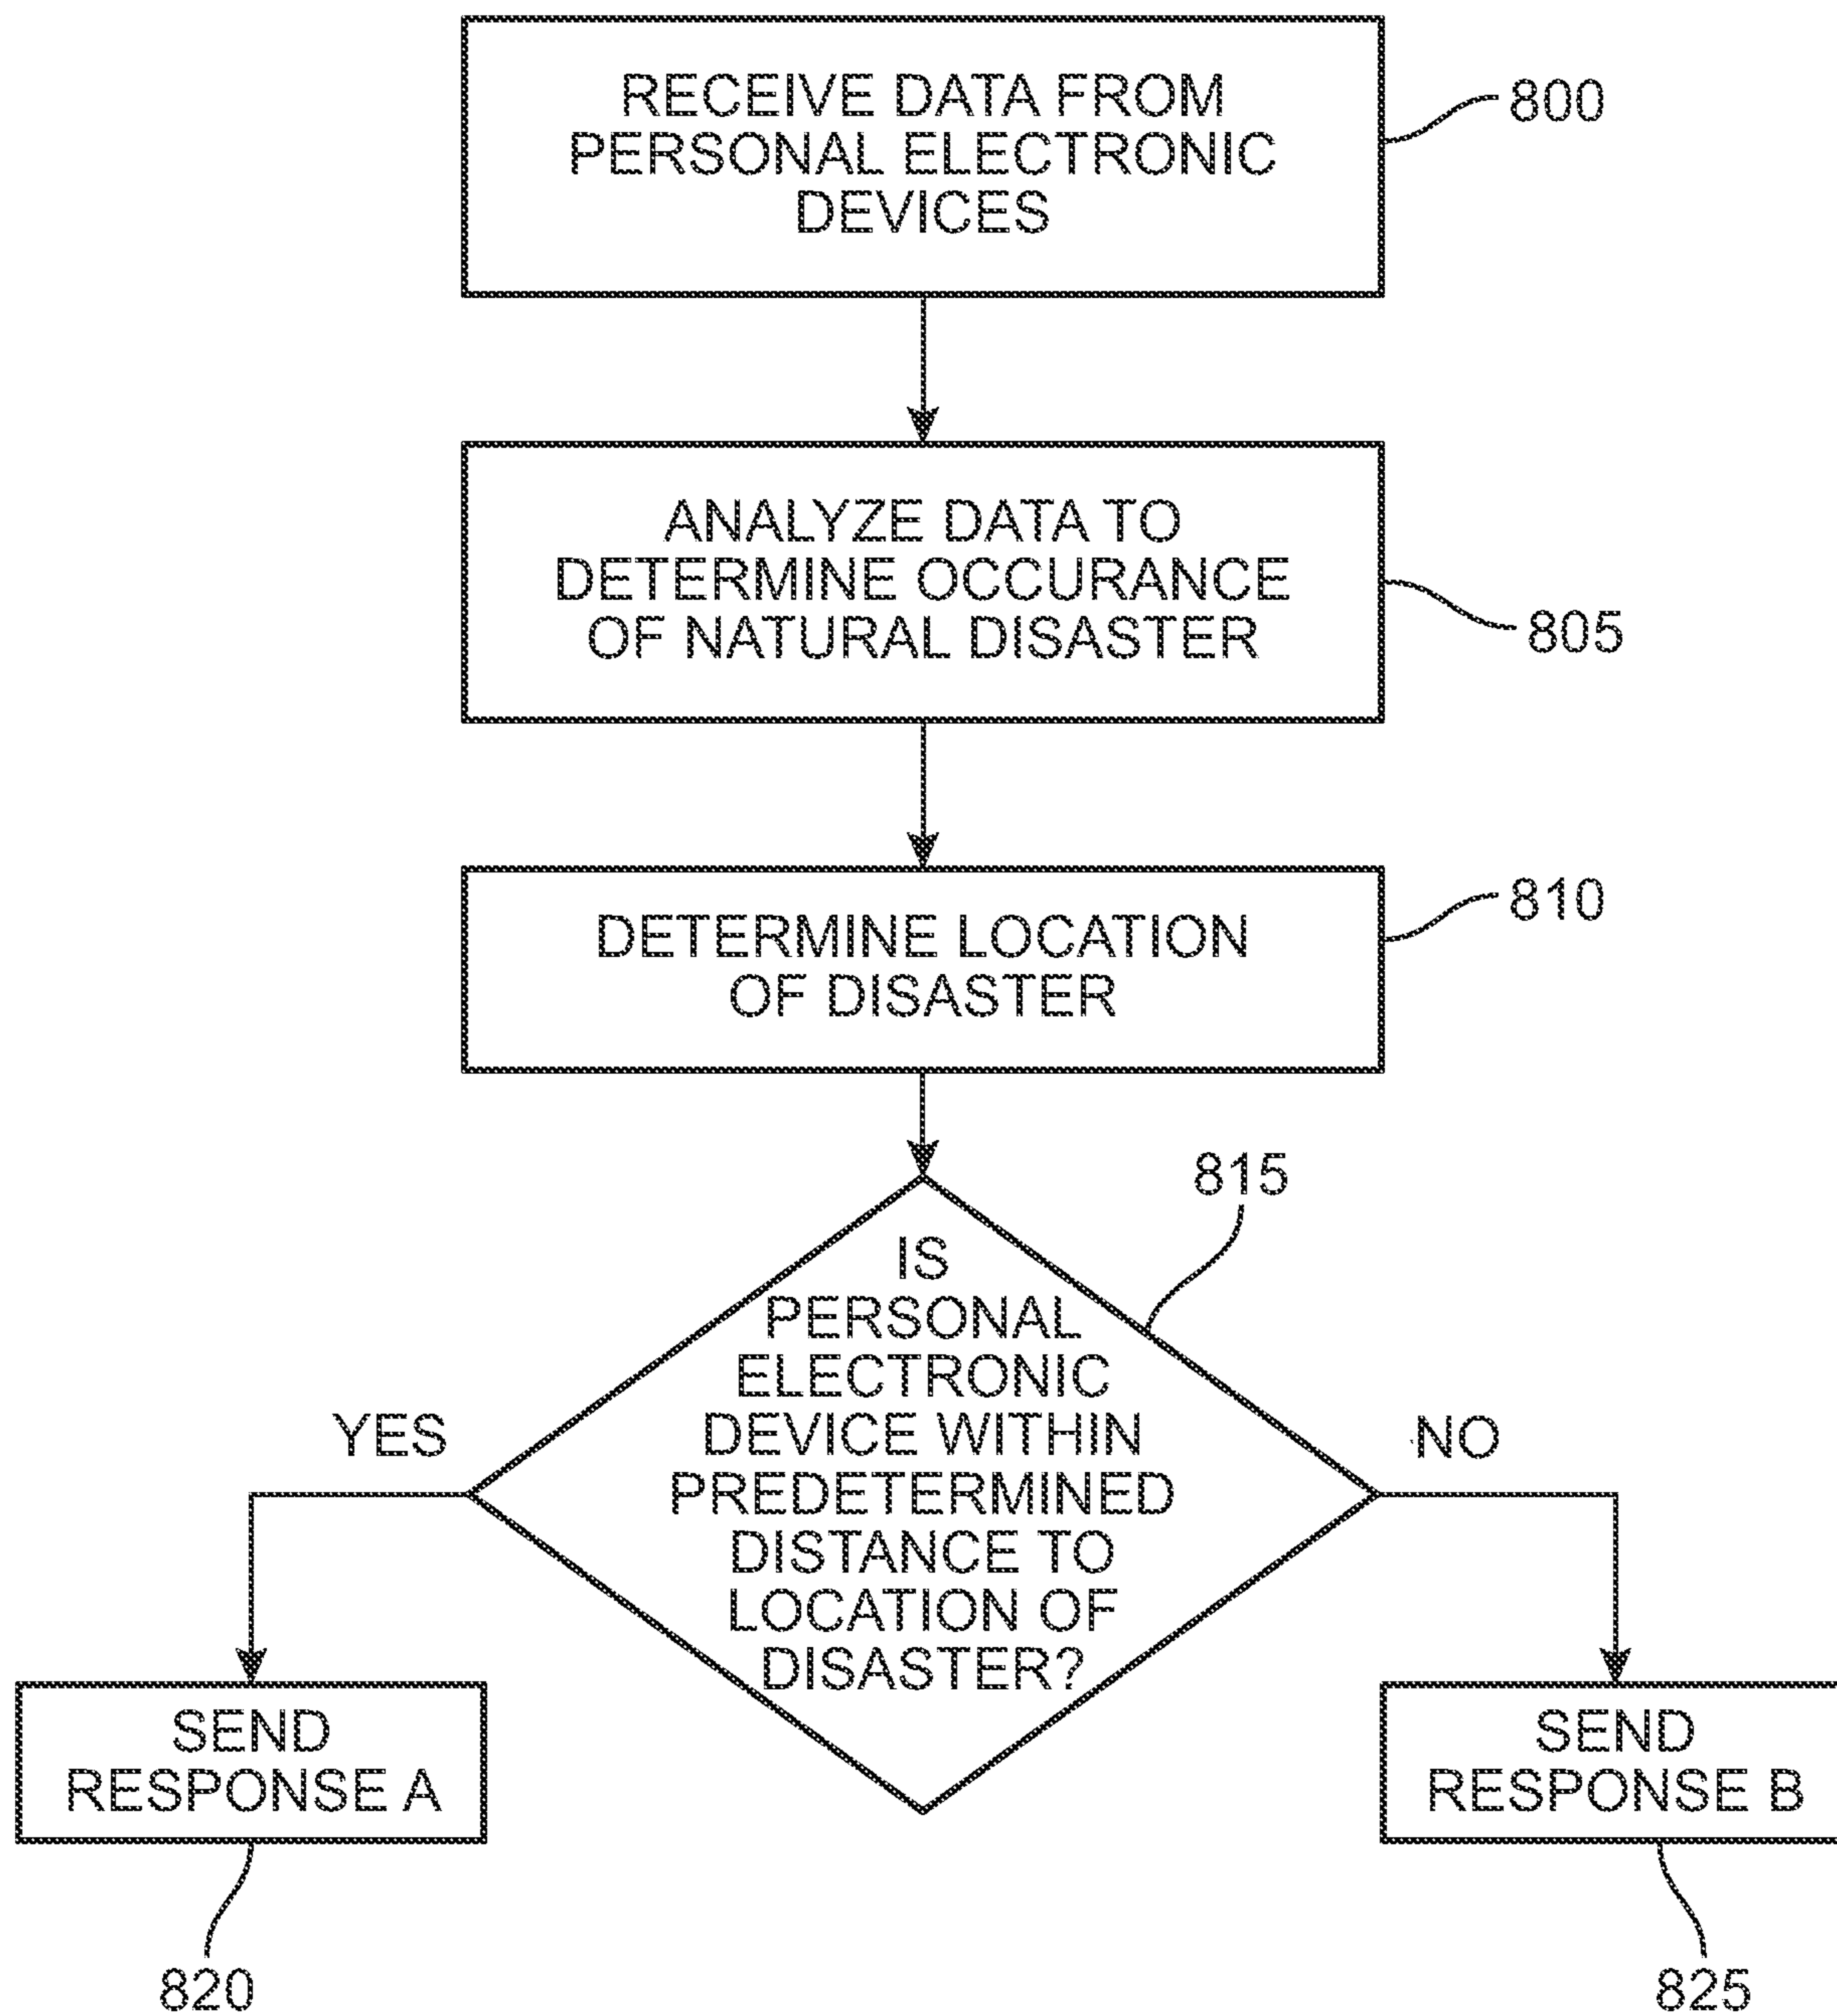 RECEIVE DATA FROM
PERSONAL ELECTRONIC
DEVICES
800
ANALYZE DATA TO
DETERMINE OCCURANCE
OF NATURAL DISASTER
805
DETERMINE LOCATION
OF DISASTER
810
815
IS
PERSONAL
ELECTRONIC
DEVICE WITHIN
PREDETERMINED
DISTANCE TO
LOCATION OF
DISASTER?
YES
NO
SEND
RESPONSE A
SEND
RESPONSE B
820
825